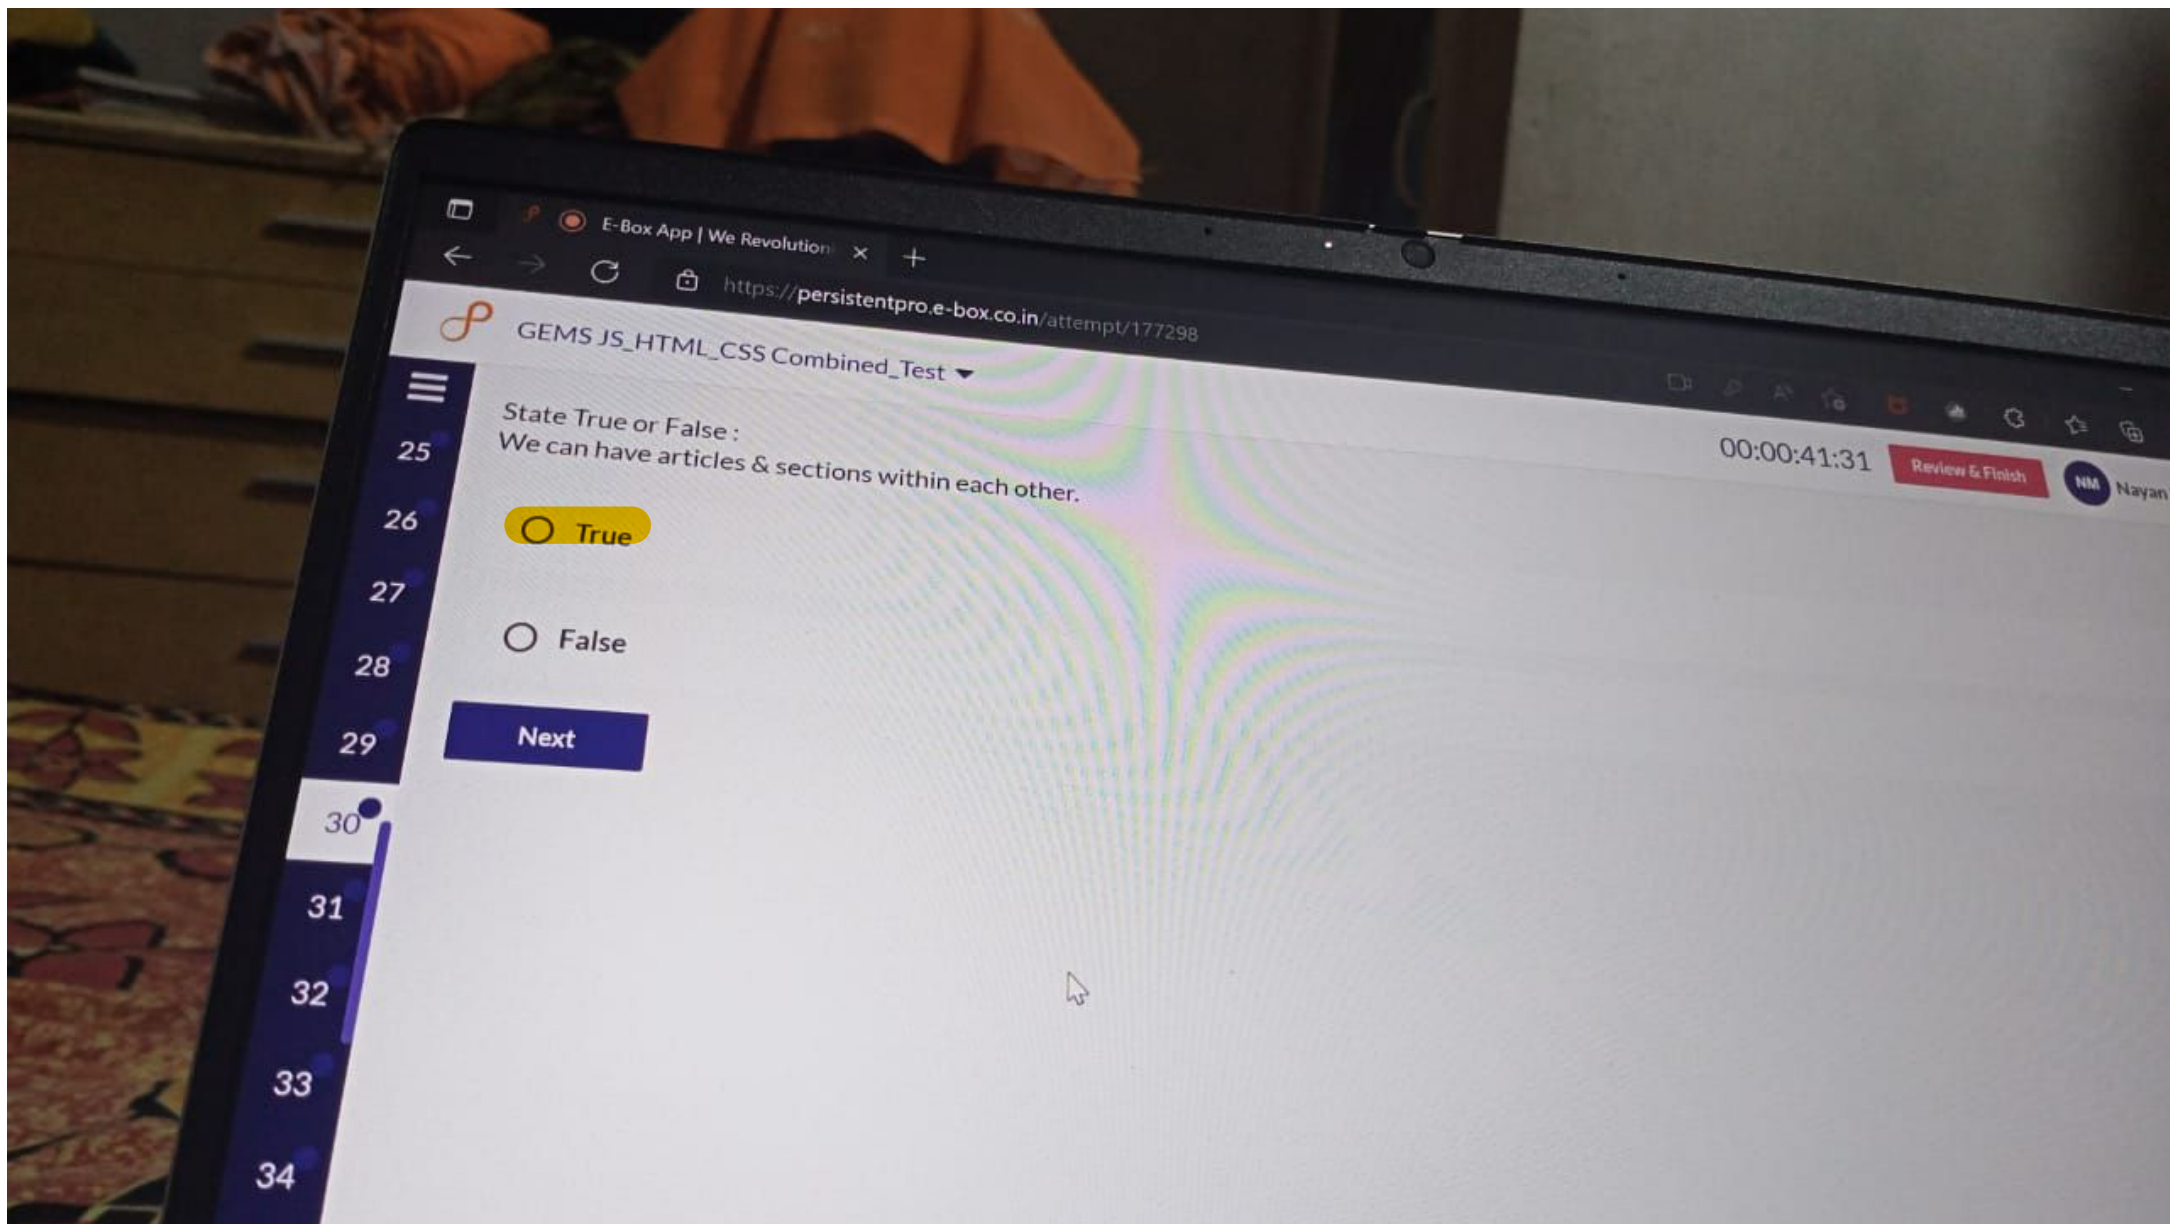 E-Box App | We Revolution
https://persistentpro.e-box.co.in/attempt/177298
GEMS JS_HTML_CSS Combined_Test
00:00:41:31
Review & Finish
NM
Nayan
State True or False :
We can have articles & sections within each other.
True
False
Next
25
26
27
28
29
30
31
32
33
34